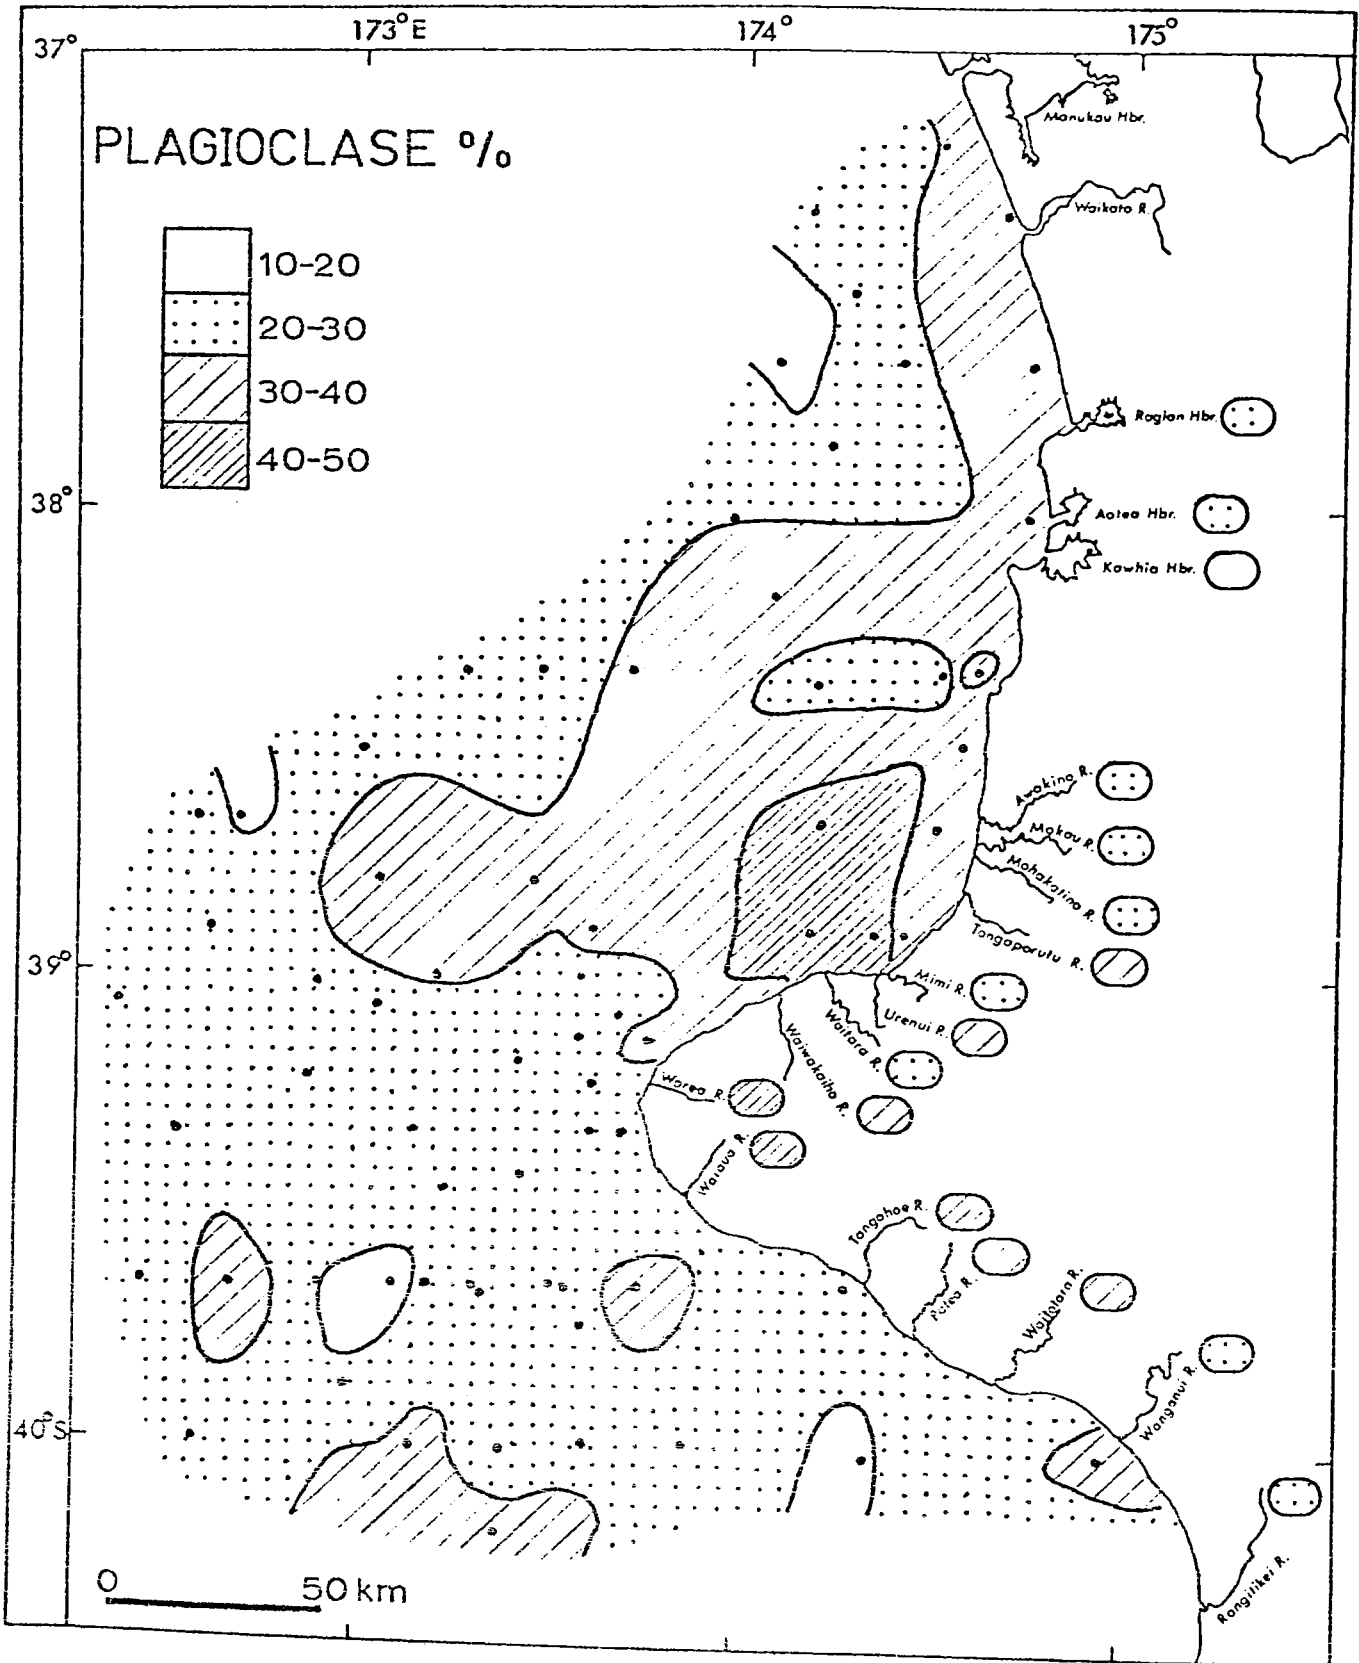 173°E 174° 175°
37°
Manukau Hbr.
PLAGIOCLASE %
Waikato R.
10-20
20-30
30-40
40-50
Raglan Hbr.
38°
Aotea Hbr.
Kawhia Hbr.
Awakino R.
Mokau R.
Mohakatino R.
Tongaporutu R.
39°
Mimi R.
Urenui R.
Waitara R.
Waiwakaiho R.
Warea R.
Waiaua R.
Tangahoe R.
Patea R.
Waitotara R.
40°S
Wanganui R.
Rangitikei R.
0 50 km